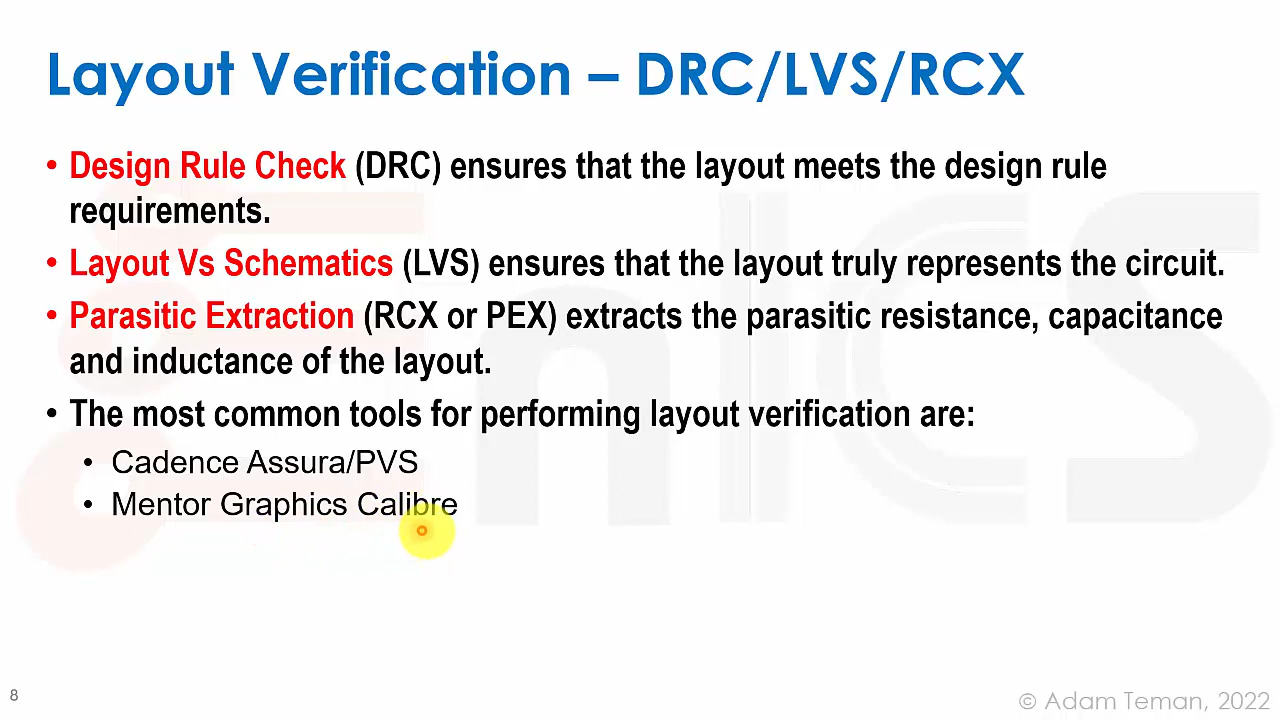 Layout Verification – DRC/LVS/RCX
• Design Rule Check (DRC) ensures that the layout meets the design rule
requirements.
• Layout Vs Schematics (LVS) ensures that the layout truly represents the circuit.
• Parasitic Extraction (RCX or PEX) extracts the parasitic resistance, capacitance
and inductance of the layout.
• The most common tools for performing layout verification are:
• Cadence Assura/PVS
• Mentor Graphics Calibre
EnICS
8
© Adam Teman, 2022